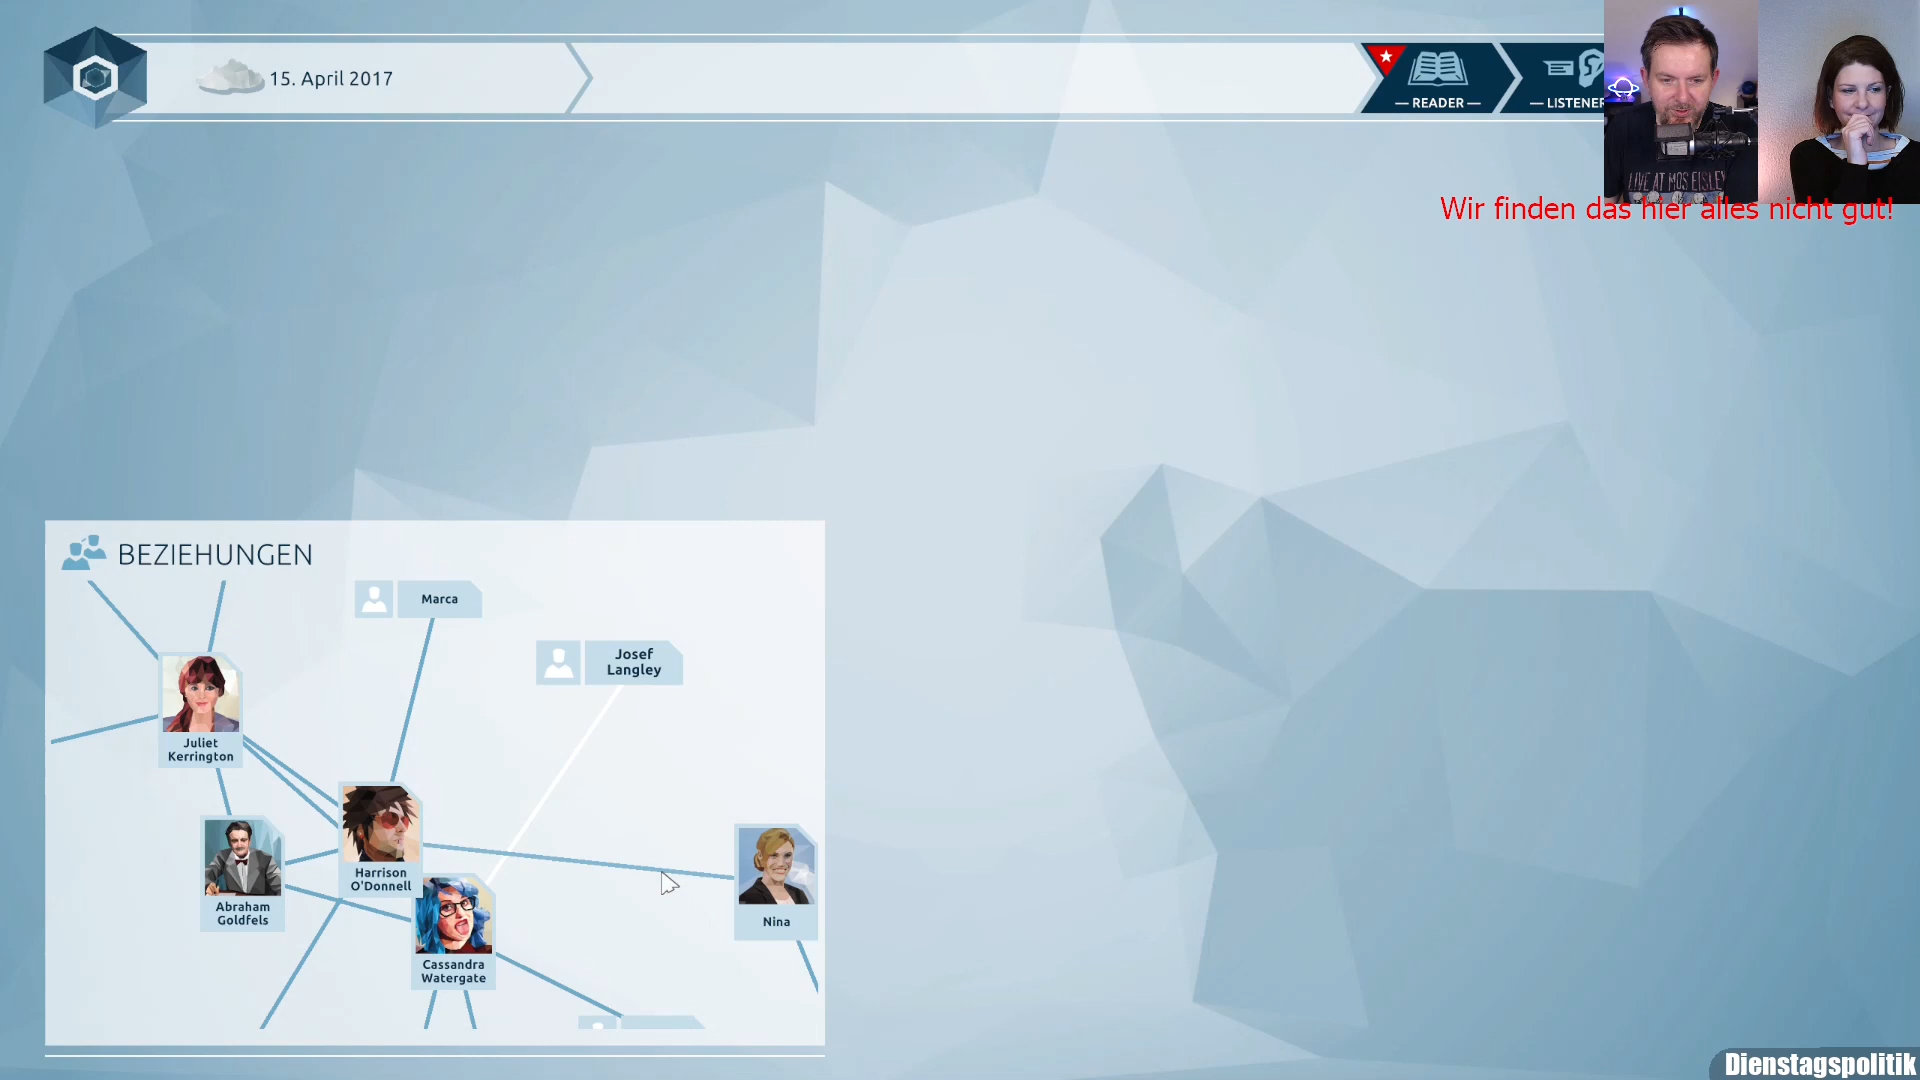 15. April 2017
— READER —
— LISTENER
LIVE AT MOS EISLEY
Wir finden das hier alles nicht gut!
BEZIEHUNGEN
Marca
Josef
Langley
Juliet
Kerrington
Harrison
O'Donnell
Abraham
Goldfels
Nina
Cassandra
Watergate
Dienstagspolitik